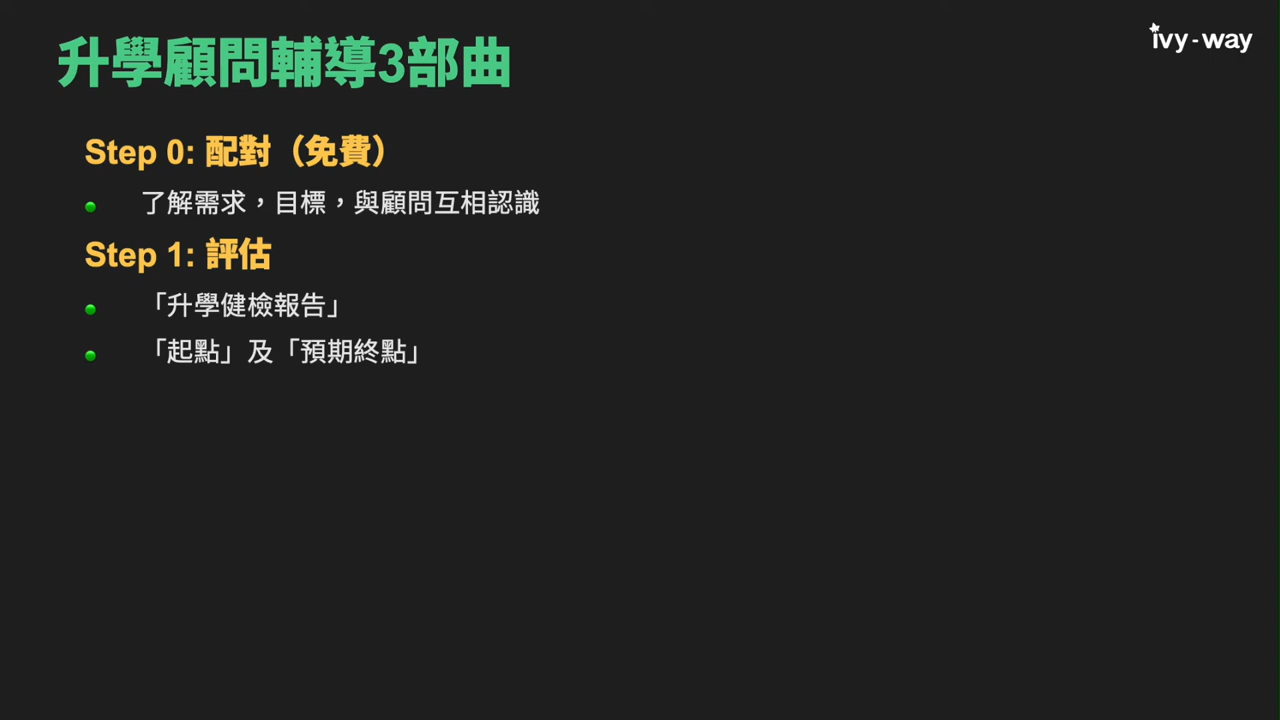 升學顧問輔導3部曲
ivy-way
Step 0: 配對（免費）
了解需求，目標，與顧問互相認識
Step 1: 評估
「升學健檢報告」
「起點」及「預期終點」